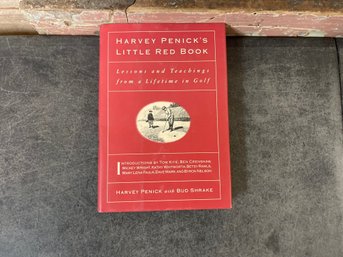 HARVEY PENICK'S
LITTLE RED BOOK
Lessons and Teachings
from a Lifetime in Golf
INTRODUCTIONS BY TOM KITE, BEN CRENSHAW
MICKEY WRIGHT, KATHY WHITWORTH, BETSY RAWLS
MARY LENA FAULK, DAVE MARR AND BYRON NELSON
HARVEY PENICK with BUD SHRAKE